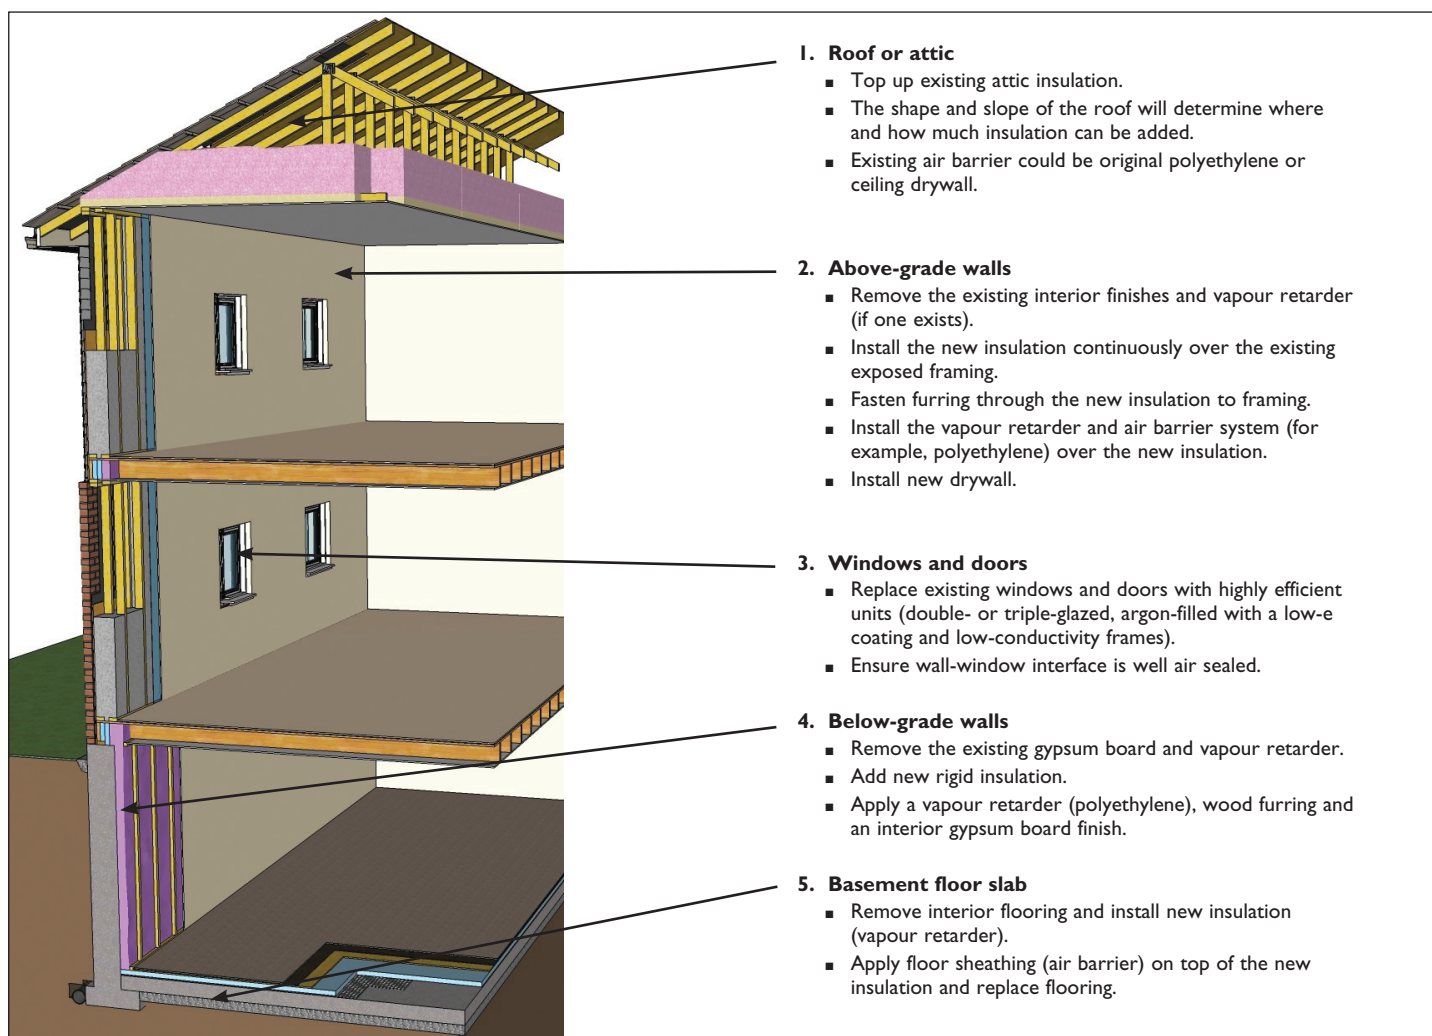 1. Roof or attic
■ Top up existing attic insulation.
■ The shape and slope of the roof will determine where
and how much insulation can be added.
■ Existing air barrier could be original polyethylene or
ceiling drywall.
2. Above-grade walls
■ Remove the existing interior finishes and vapour retarder
(if one exists).
■ Install the new insulation continuously over the existing
exposed framing.
■ Fasten furring through the new insulation to framing.
■ Install the vapour retarder and air barrier system (for
example, polyethylene) over the new insulation.
■ Install new drywall.
3. Windows and doors
■ Replace existing windows and doors with highly efficient
units (double- or triple-glazed, argon-filled with a low-e
coating and low-conductivity frames).
■ Ensure wall-window interface is well air sealed.
4. Below-grade walls
■ Remove the existing gypsum board and vapour retarder.
■ Add new rigid insulation.
■ Apply a vapour retarder (polyethylene), wood furring and
an interior gypsum board finish.
5. Basement floor slab
■ Remove interior flooring and install new insulation
(vapour retarder).
■ Apply floor sheathing (air barrier) on top of the new
insulation and replace flooring.